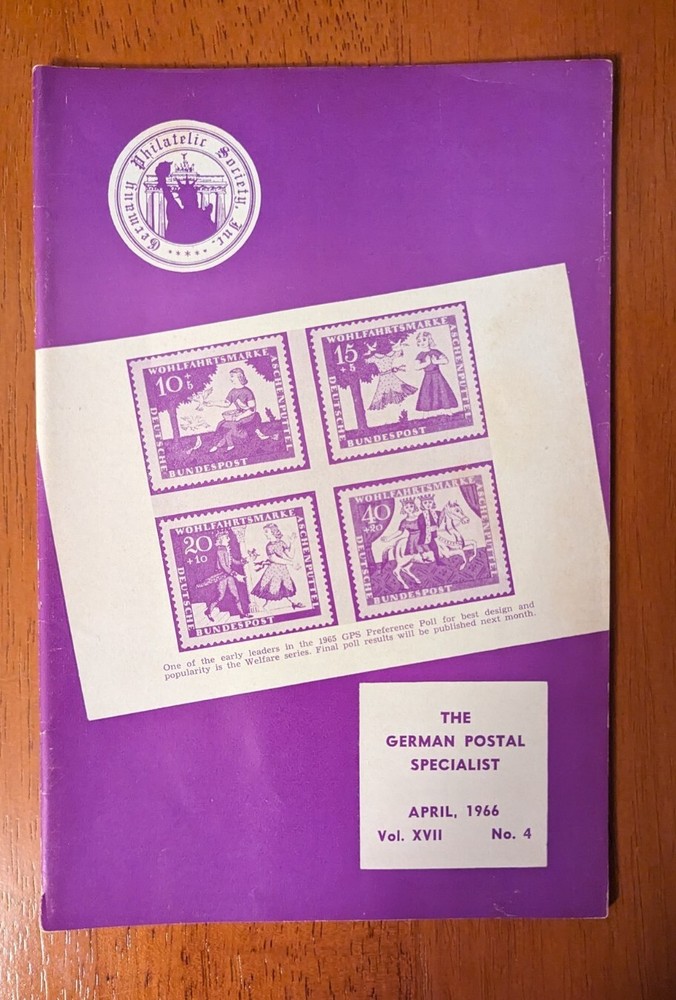 Germany Philatelic Society, Inc.
WOHLFAHRTSMARKE
10+5
ASCHENPUTTEL
DEUTSCHE
BUNDESPOST
WOHLFAHRTSMARKE
15+5
ASCHENPUTTEL
DEUTSCHE
BUNDESPOST
WOHLFAHRTSMARKE
20+10
ASCHENPUTTEL
DEUTSCHE
BUNDESPOST
WOHLFAHRTSMARKE
40+20
ASCHENPUTTEL
DEUTSCHE
BUNDESPOST
One of the early leaders in the 1965 GPS Preference Poll for best design and
popularity is the Welfare series. Final poll results will be published next month.
THE
GERMAN POSTAL
SPECIALIST
APRIL, 1966
Vol. XVII No. 4